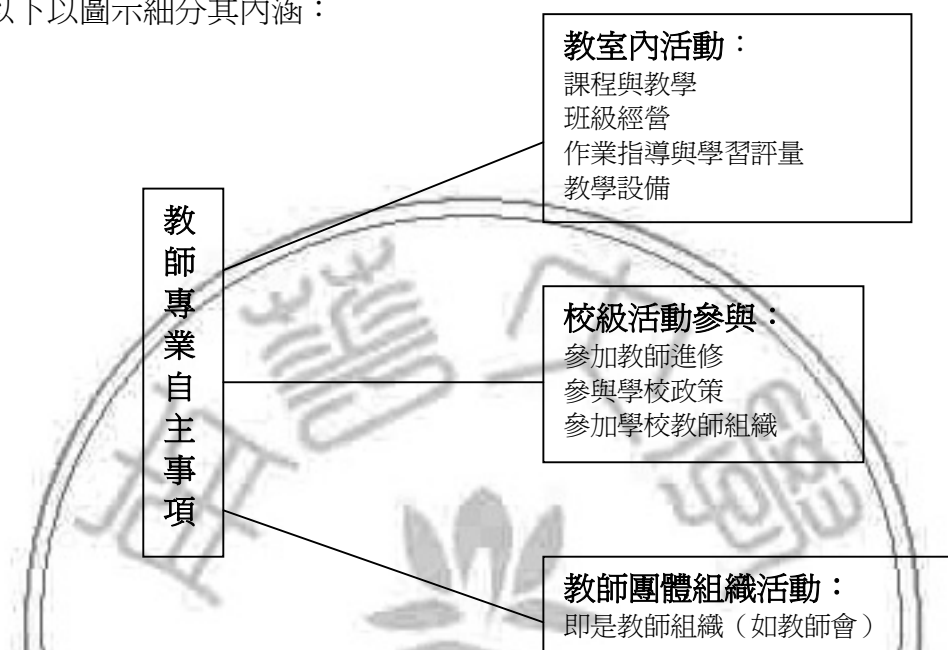 以下以圖示細分其內涵：
教室內活動：
課程與教學
班級經營
作業指導與學習評量
教學設備
教師專業自主事項
校級活動參與：
參加教師進修
參與學校政策
參加學校教師組織
教師團體組織活動：
即是教師組織（如教師會）